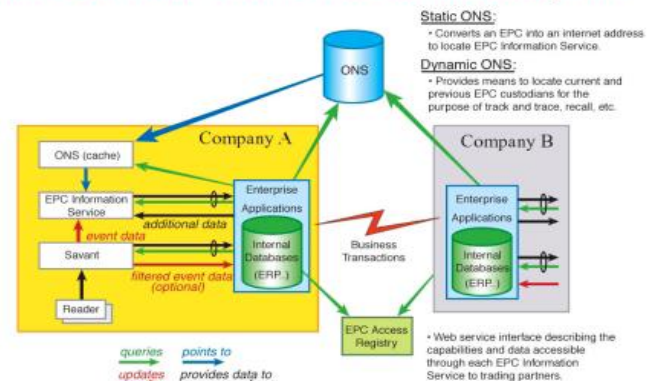 Static ONS:
• Converts an EPC into an internet address
to locate EPC Information Service.
Dynamic ONS:
• Provides means to locate current and
previous EPC custodians for the
purpose of track and trace, recall, etc.
ONS
Company A
ONS (cache)
EPC Information
Service
event data
Savant
Reader
additional data
filtered event data
(optional)
Enterprise
Applications
Internal
Databases
(ERP..)
Business
Transactions
Company B
Enterprise
Applications
Internal
Databases
(ERP..)
EPC Access
Registry
• Web service interface describing the
capabilities and data accessible
through each EPC Information
Service to trading partners.
queries
points to
updates
provides data to